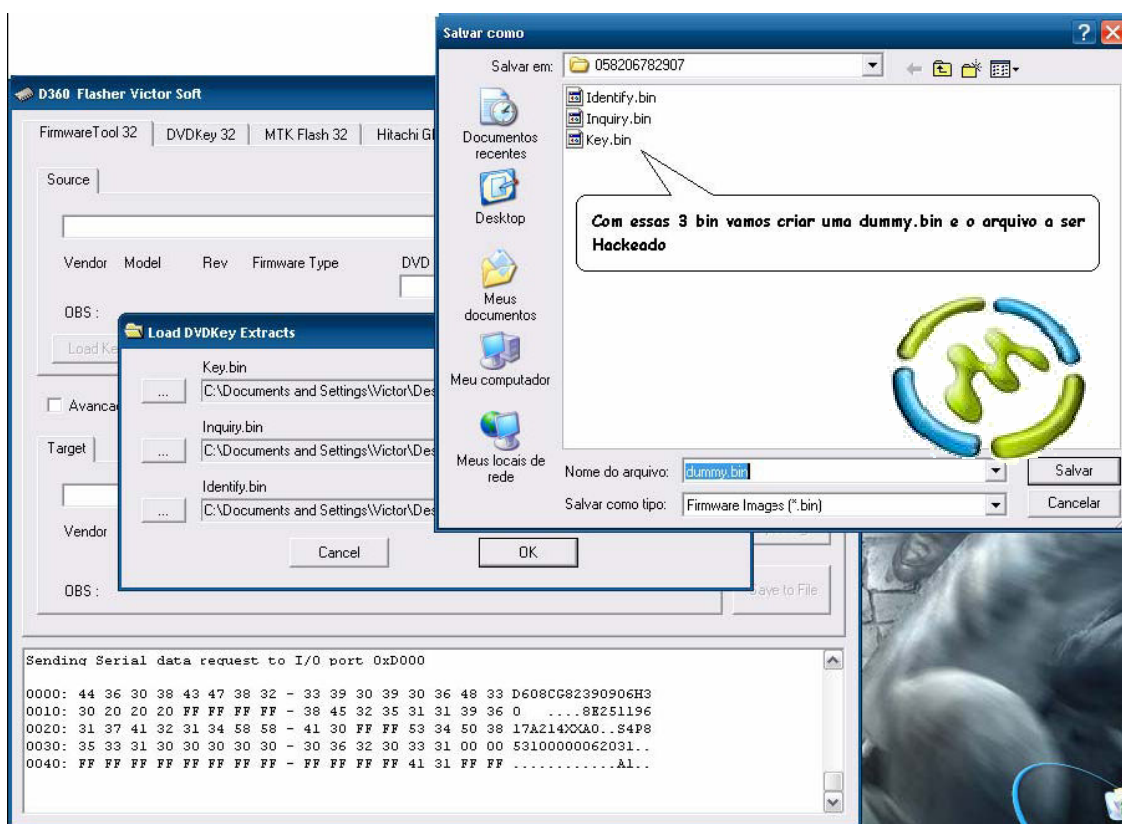 Salvar como
Salvar em:
058206782907
Identify.bin
Inquiry.bin
Key.bin
Documentos
recentes
Desktop
Meus
documentos
Meu computador
Meus locais de
rede
Com essas 3 bin vamos criar uma dummy.bin e o arquivo a ser
Hackeado
Nome do arquivo:
dummy.bin
Salvar
Salvar como tipo:
Firmware Images (*.bin)
Cancelar
D360 Flasher Victor Soft
FirmwareTool 32
DVDKey 32
MTK Flash 32
Hitachi
Source
Vendor
Model
Rev
Firmware Type
DVD
OBS :
Load Ke
Avanca
Target
Vendor
OBS :
Save to File
Load DVDKey Extracts
Key.bin
...
C:\Documents and Settings\Victor\Des
Inquiry.bin
...
C:\Documents and Settings\Victor\Des
Identify.bin
...
C:\Documents and Settings\Victor\Des
Cancel
OK
Sending Serial data request to I/O port 0xD000
0000: 44 36 30 38 43 47 38 32 - 33 39 30 39 30 36 48 33 D608CG82390906H3
0010: 30 20 20 20 FF FF FF FF - 38 45 32 35 31 31 39 36 0   ....8E251196
0020: 31 37 41 32 31 34 58 58 - 41 30 FF FF 53 34 50 38 17A214XXA0..S4P8
0030: 35 33 31 30 30 30 30 30 - 30 36 32 30 33 31 00 00 53100000062031..
0040: FF FF FF FF FF FF FF FF - FF FF FF FF 41 31 FF FF ............A1..